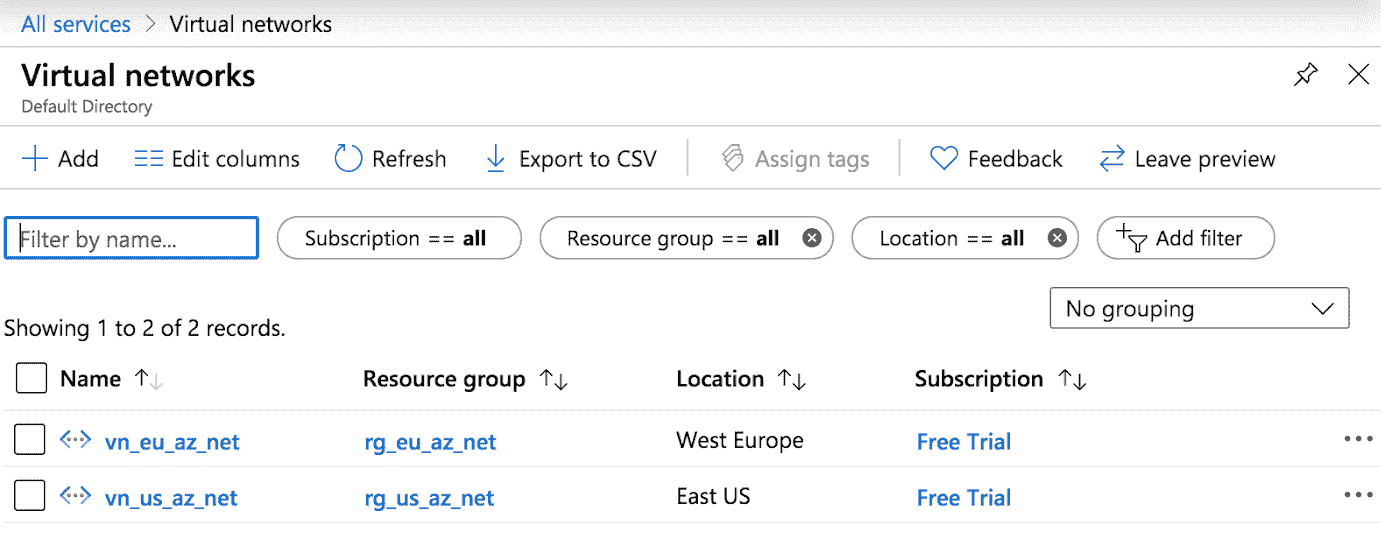 All services > Virtual networks
Virtual networks
Default Directory
Add Edit columns Refresh Export to CSV Assign tags Feedback Leave preview
Filter by name... Subscription == all Resource group == all Location == all Add filter
No grouping
Showing 1 to 2 of 2 records.
Name Resource group Location Subscription
vn_eu_az_net rg_eu_az_net West Europe Free Trial
vn_us_az_net rg_us_az_net East US Free Trial